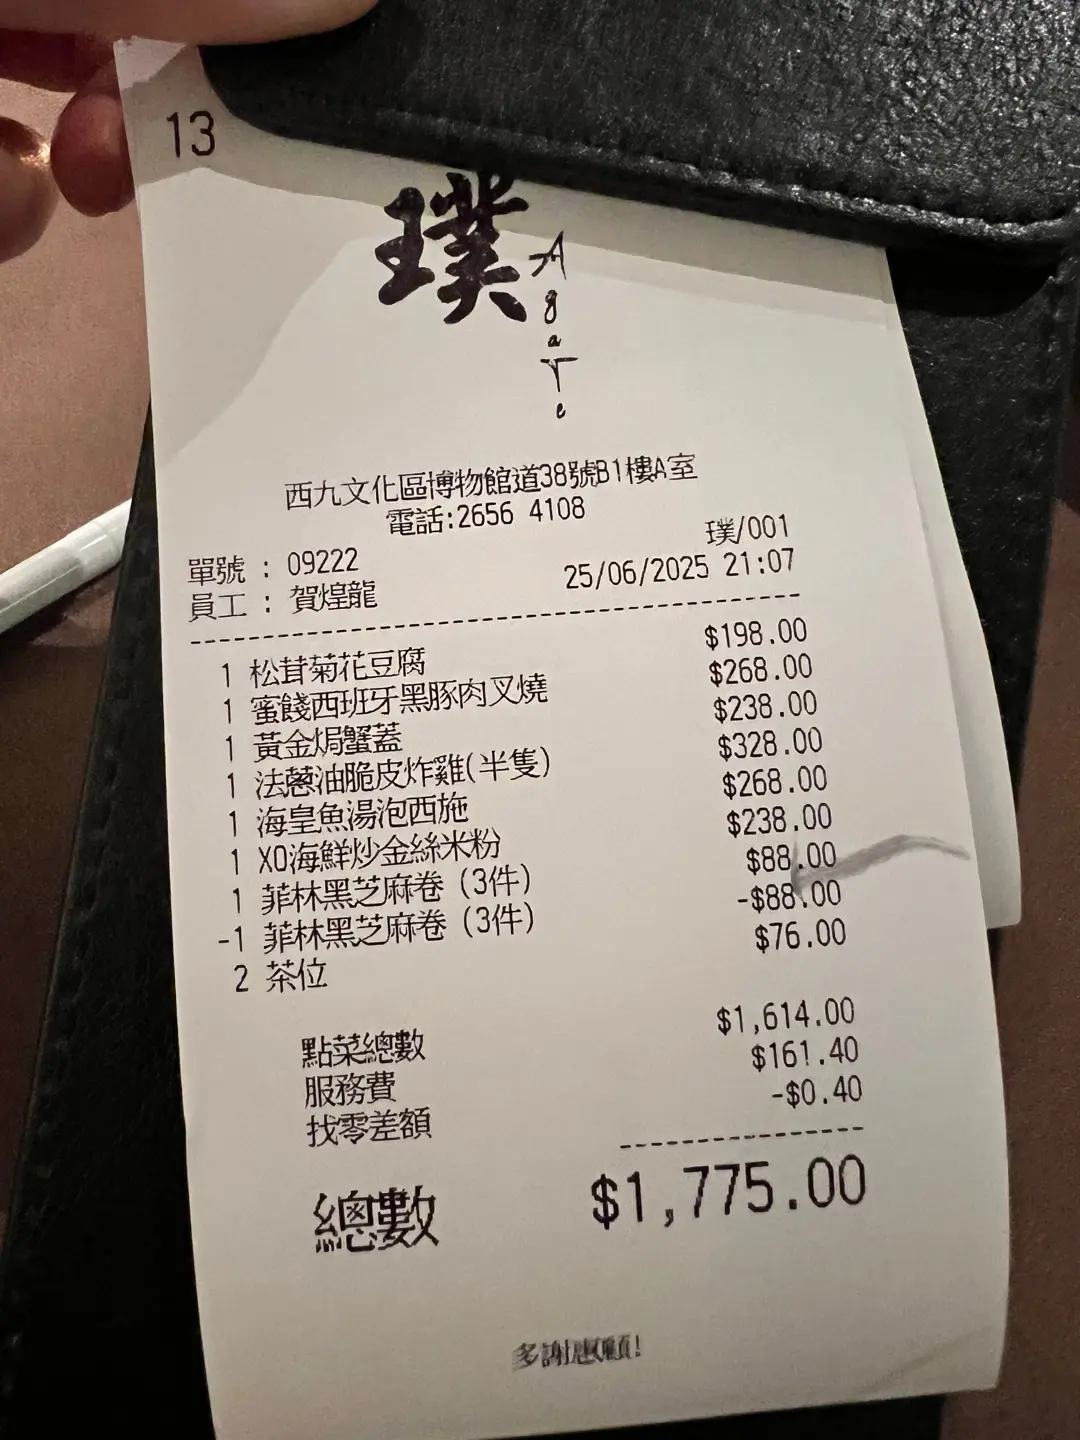 13
璞 Agate
西九文化區博物館道38號B1樓A室
電話:2656 4108
璞/001
單號 : 09222
員工 : 賀煌龍 25/06/2025 21:07
1 松茸菊花豆腐 $198.00
1 蜜餞西班牙黑豚肉叉燒 $268.00
1 黃金焗蟹蓋 $238.00
1 法蔥油脆皮炸雞(半隻) $328.00
1 海皇魚湯泡西施 $268.00
1 XO海鮮炒金絲米粉 $238.00
1 菲林黑芝麻卷 (3件) $88.00
-1 菲林黑芝麻卷 (3件) -$88.00
2 茶位 $76.00
點菜總數 $1,614.00
服務費 $161.40
找零差額 -$0.40
總數 $1,775.00
多謝惠顧!